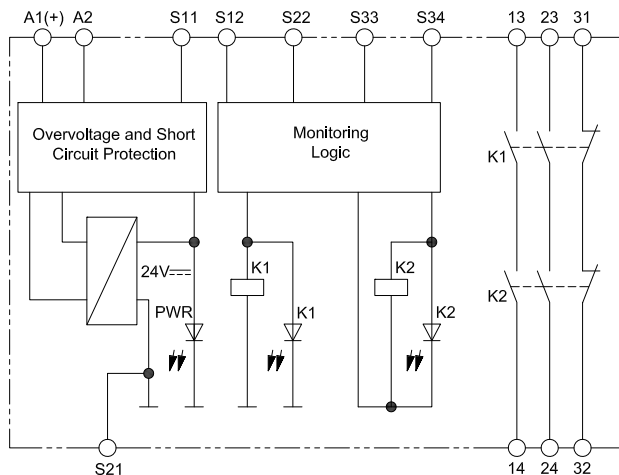 A1(+) A2 S11 S12 S22 S33 S34 13 23 31
Overvoltage and Short
Circuit Protection
Monitoring
Logic
K1
24V
K1
K2
K2
PWR
K1
K2
S21
14 24 32